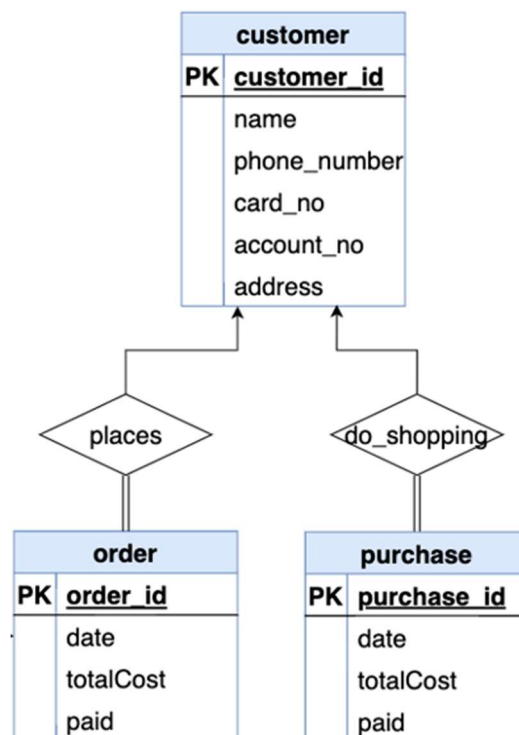 customer
PK customer_id
name
phone_number
card_no
account_no
address
places
do_shopping
order
PK order_id
date
totalCost
paid
purchase
PK purchase_id
date
totalCost
paid